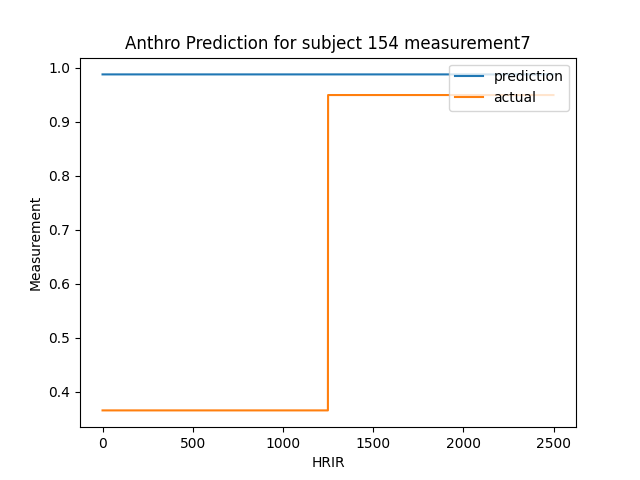 Anthro Prediction for subject 154 measurement7
prediction
actual
Measurement
1.0
0.9
0.8
0.7
0.6
0.5
0.4
0 500 1000 1500 2000 2500
HRIR